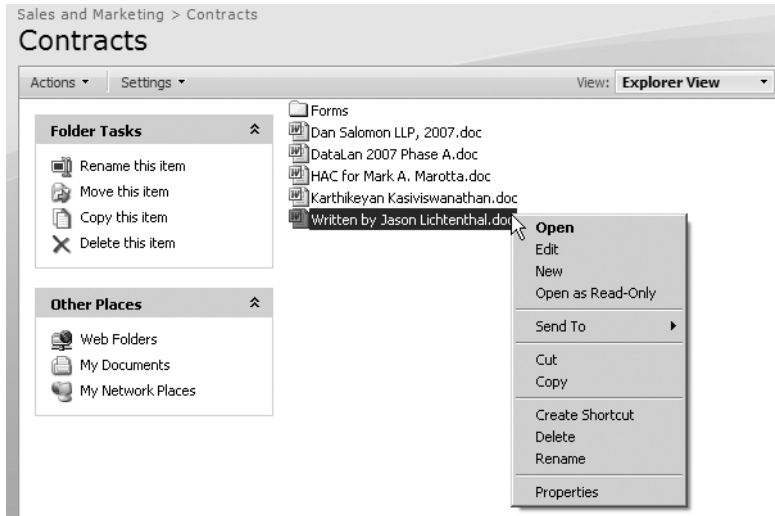 Sales and Marketing > Contracts
Contracts
Actions Settings View: Explorer View
Folder Tasks
Rename this item
Move this item
Copy this item
Delete this item
Other Places
Web Folders
My Documents
My Network Places
Forms
Dan Salomon LLP, 2007.doc
DataLan 2007 Phase A.doc
HAC for Mark A. Marotta.doc
Karthikeyan Kasiviswanathan.doc
Written by Jason Lichtenthal.doc
Open
Edit
New
Open as Read-Only
Send To
Cut
Copy
Create Shortcut
Delete
Rename
Properties